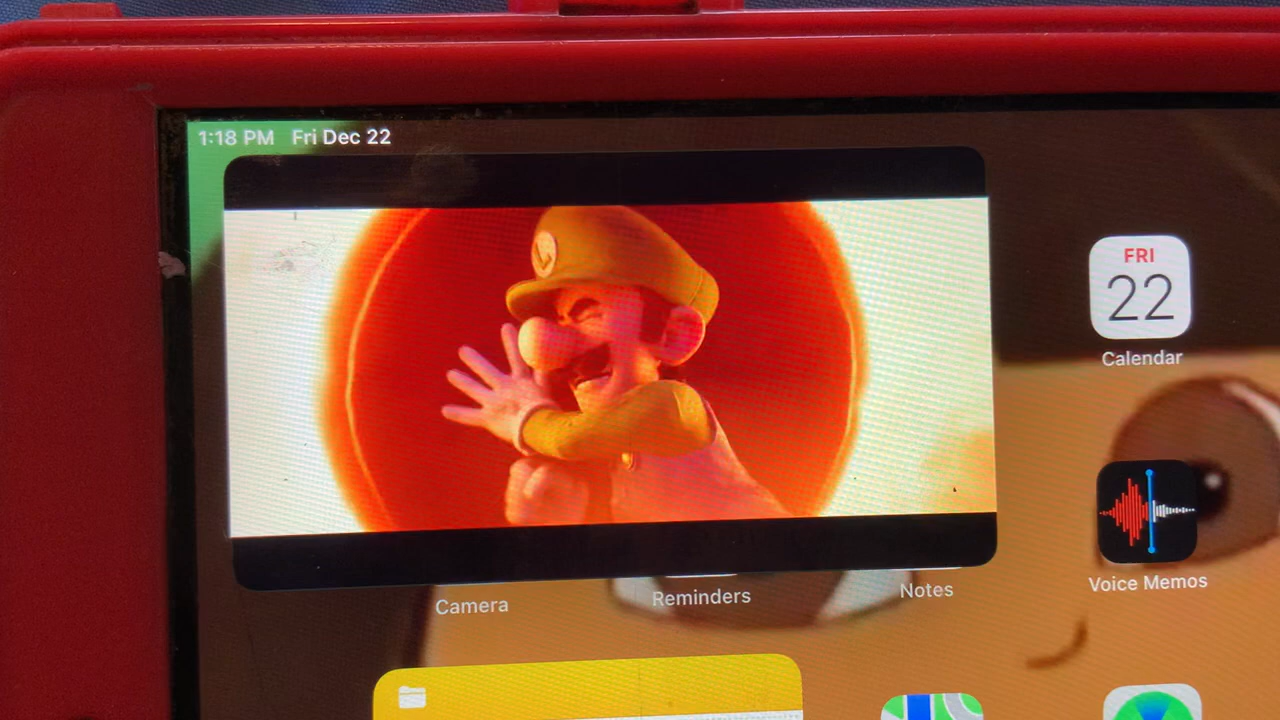 1:18 PM Fri Dec 22
FRI
22
Calendar
Voice Memos
Camera
Reminders
Notes